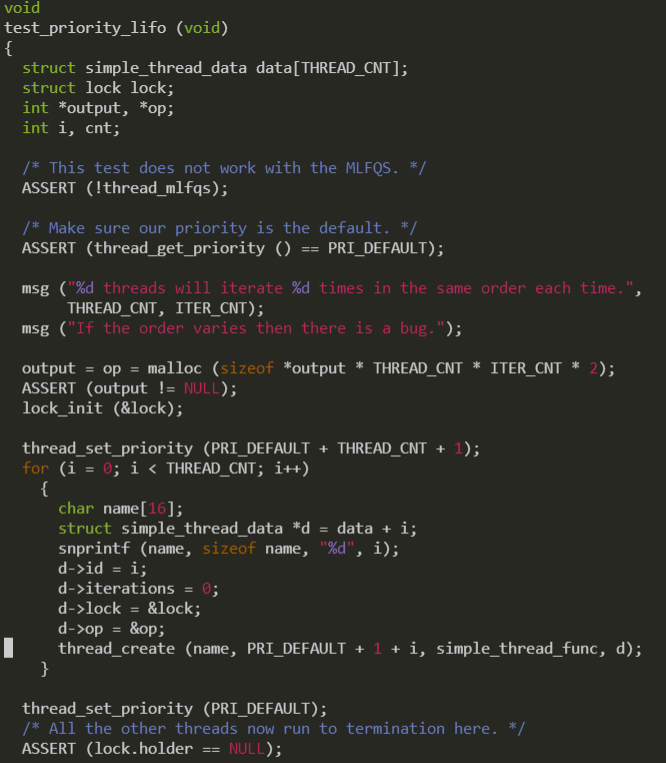 void
test_priority_lifo (void)
{
  struct simple_thread_data data[THREAD_CNT];
  struct lock lock;
  int *output, *op;
  int i, cnt;

  /* This test does not work with the MLFQS. */
  ASSERT (!thread_mlfqs);

  /* Make sure our priority is the default. */
  ASSERT (thread_get_priority () == PRI_DEFAULT);

  msg ("%d threads will iterate %d times in the same order each time.",
       THREAD_CNT, ITER_CNT);
  msg ("If the order varies then there is a bug.");

  output = op = malloc (sizeof *output * THREAD_CNT * ITER_CNT * 2);
  ASSERT (output != NULL);
  lock_init (&lock);

  thread_set_priority (PRI_DEFAULT + THREAD_CNT + 1);
  for (i = 0; i < THREAD_CNT; i++)
    {
      char name[16];
      struct simple_thread_data *d = data + i;
      snprintf (name, sizeof name, "%d", i);
      d->id = i;
      d->iterations = 0;
      d->lock = &lock;
      d->op = &op;
      thread_create (name, PRI_DEFAULT + 1 + i, simple_thread_func, d);
    }

  thread_set_priority (PRI_DEFAULT);
  /* All the other threads now run to termination here. */
  ASSERT (lock.holder == NULL);